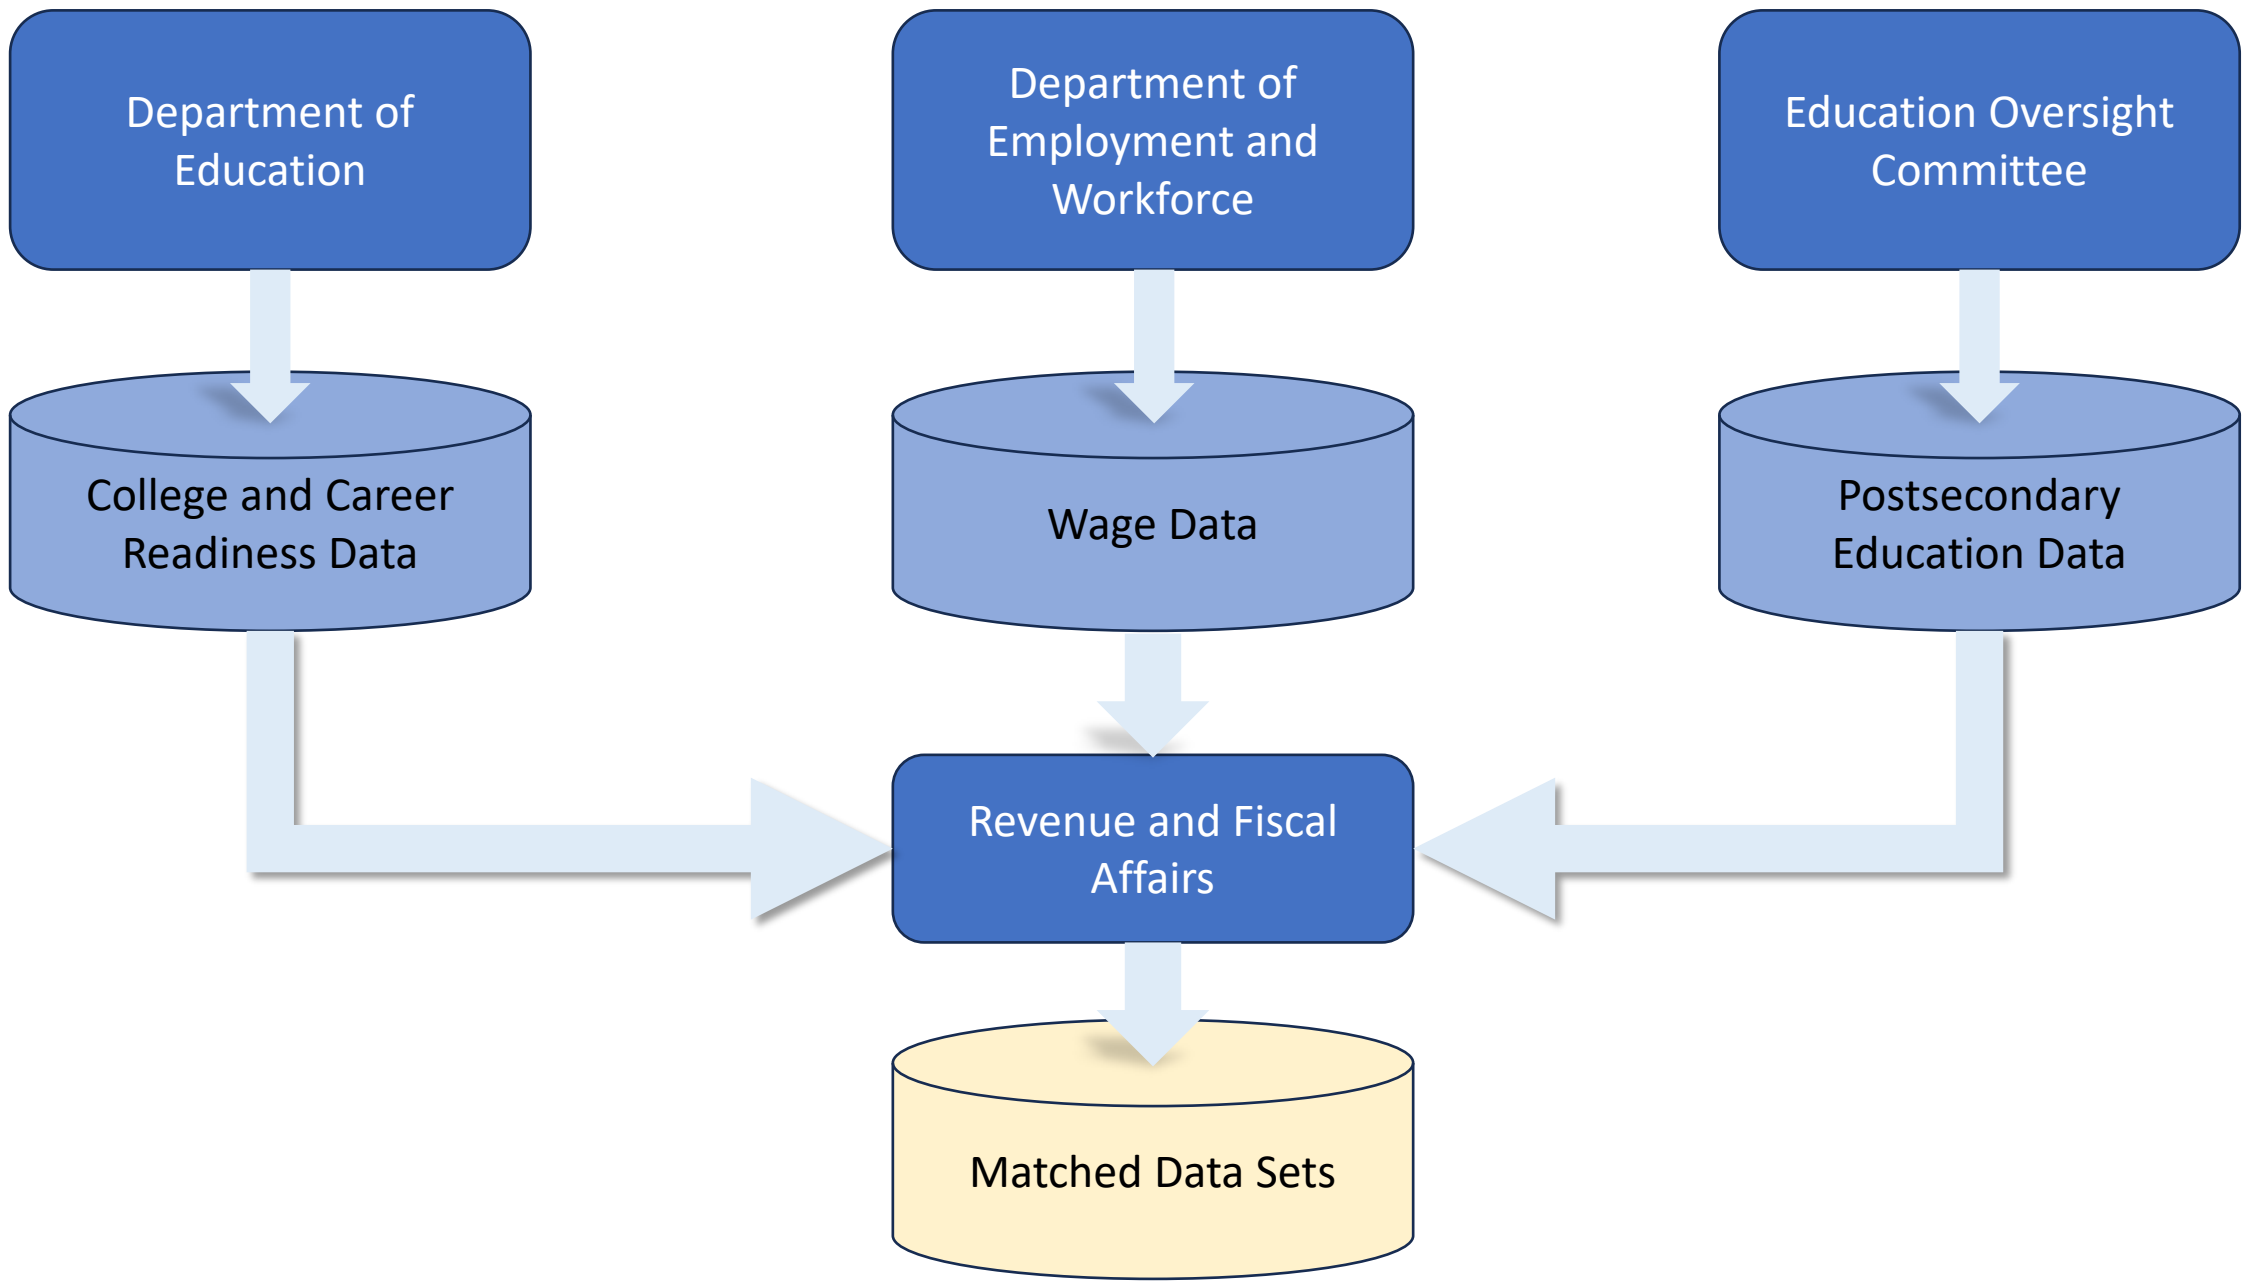 Department of
Education
Department of
Employment and
Workforce
Education Oversight
Committee
College and Career
Readiness Data
Wage Data
Postsecondary
Education Data
Revenue and Fiscal
Affairs
Matched Data Sets